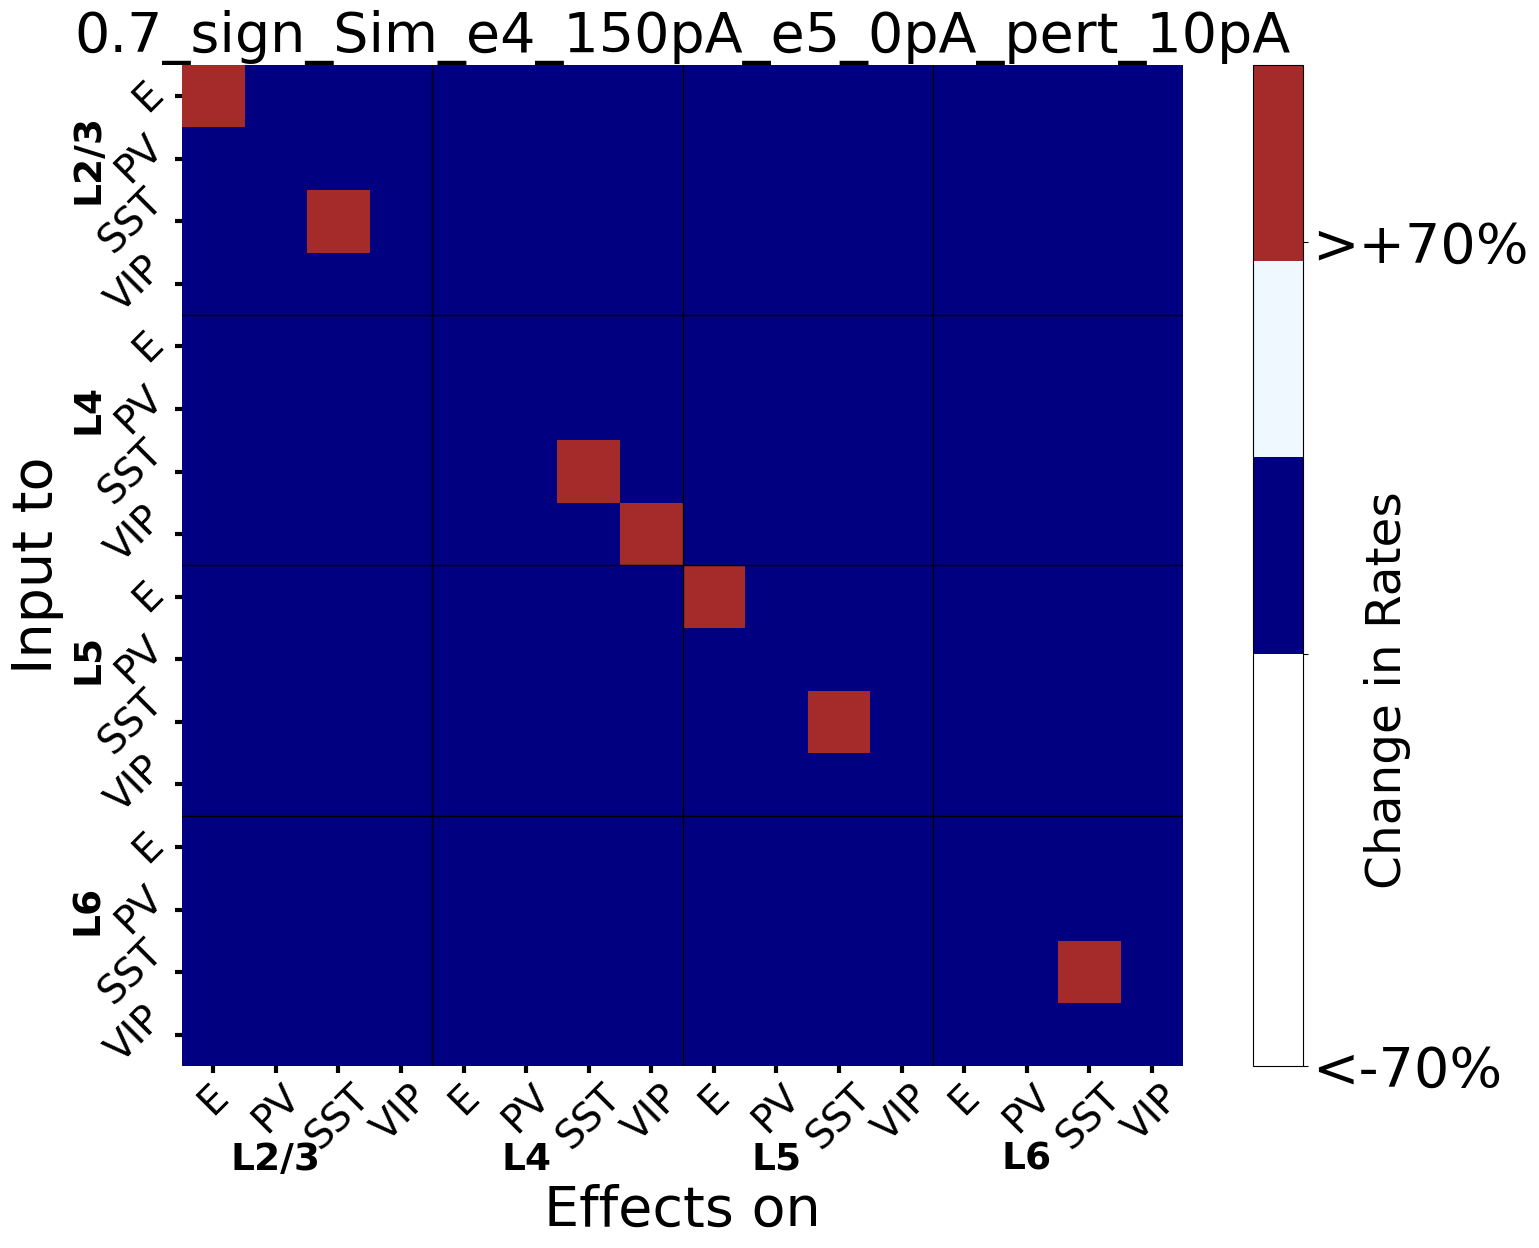 0.7_sign_Sim_e4_150pA_e5_0pA_pert_10pA
Input to
L2/3
E
PV
SST
VIP
L4
E
PV
SST
VIP
L5
E
PV
SST
VIP
L6
E
PV
SST
VIP
E PV SST VIP E PV SST VIP E PV SST VIP E PV SST VIP
L2/3 L4 L5 L6
Effects on
>+70%
<-70%
Change in Rates